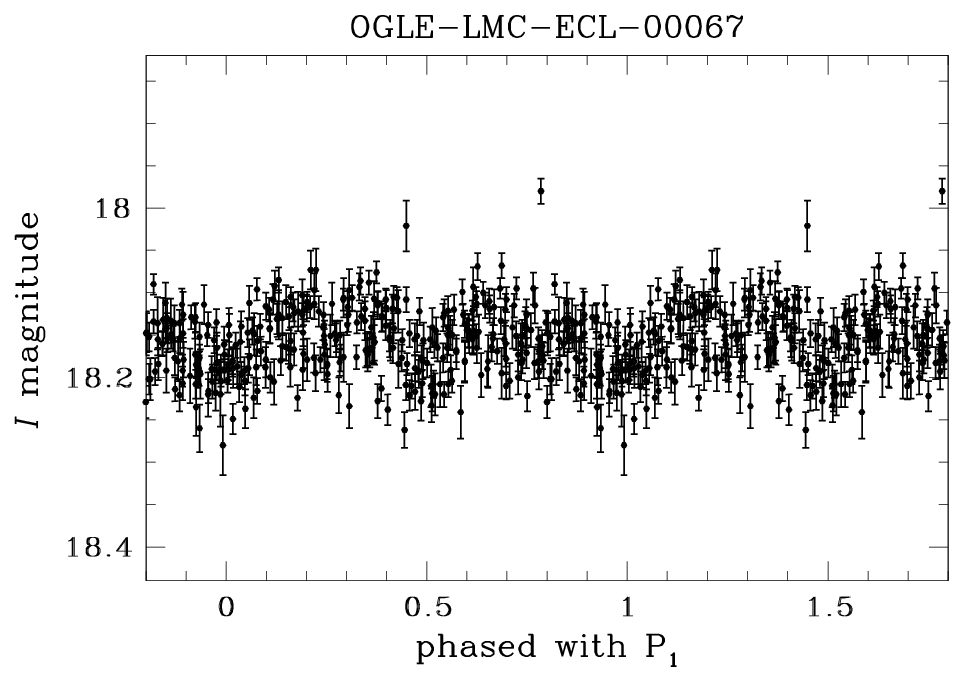 OGLE-LMC-ECL-00067
I magnitude
18
18.2
18.4
0 0.5 1 1.5
phased with P₁